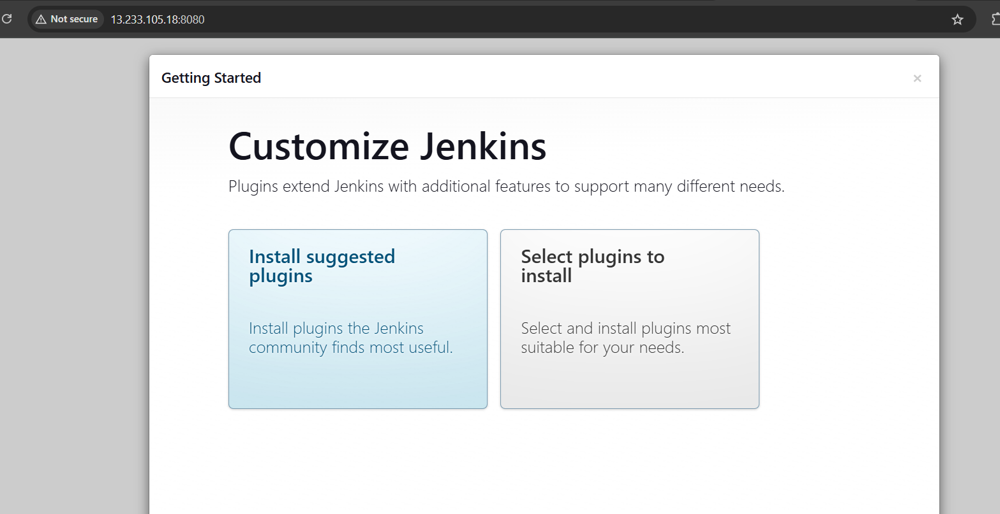 Not secure 13.233.105.18:8080
Getting Started ×
Customize Jenkins
Plugins extend Jenkins with additional features to support many different needs.
Install suggested
plugins
Install plugins the Jenkins
community finds most useful.
Select plugins to
install
Select and install plugins most
suitable for your needs.